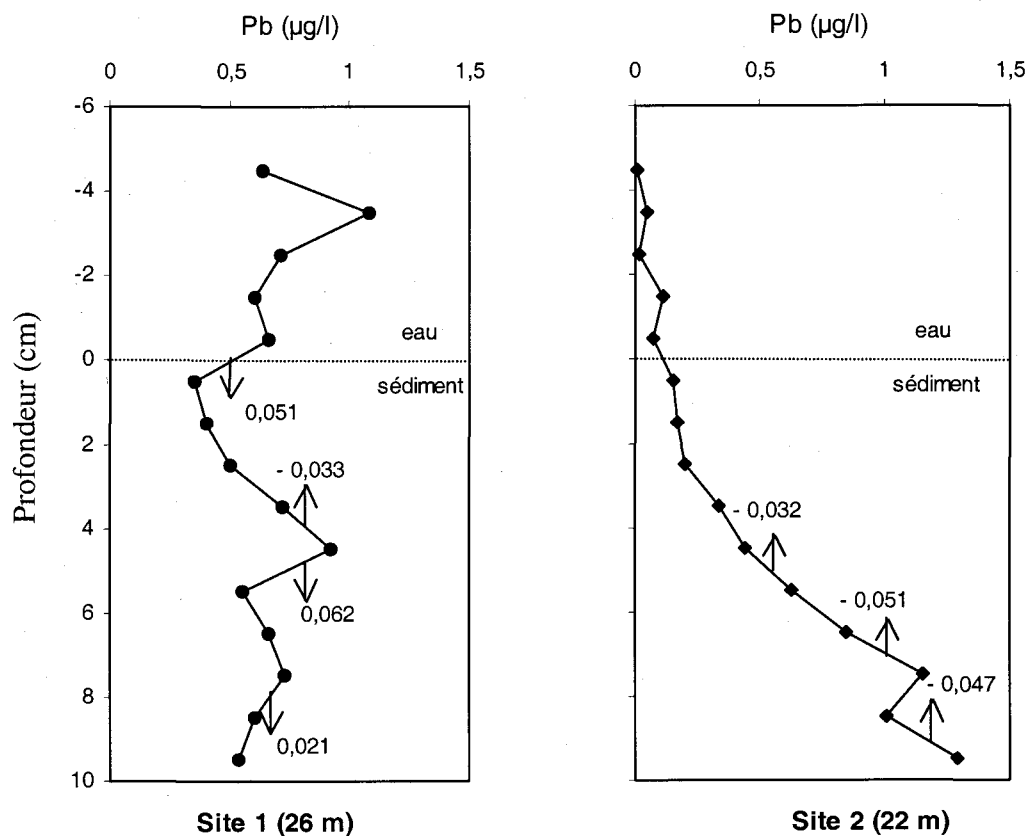 Pb (µg/l)
0 0,5 1 1,5
Profondeur (cm)
-6
-4
-2
0
2
4
6
8
10
eau
sédiment
0,051
- 0,033
0,062
0,021
Site 1 (26 m)
Pb (µg/l)
0 0,5 1 1,5
eau
sédiment
- 0,032
- 0,051
- 0,047
Site 2 (22 m)